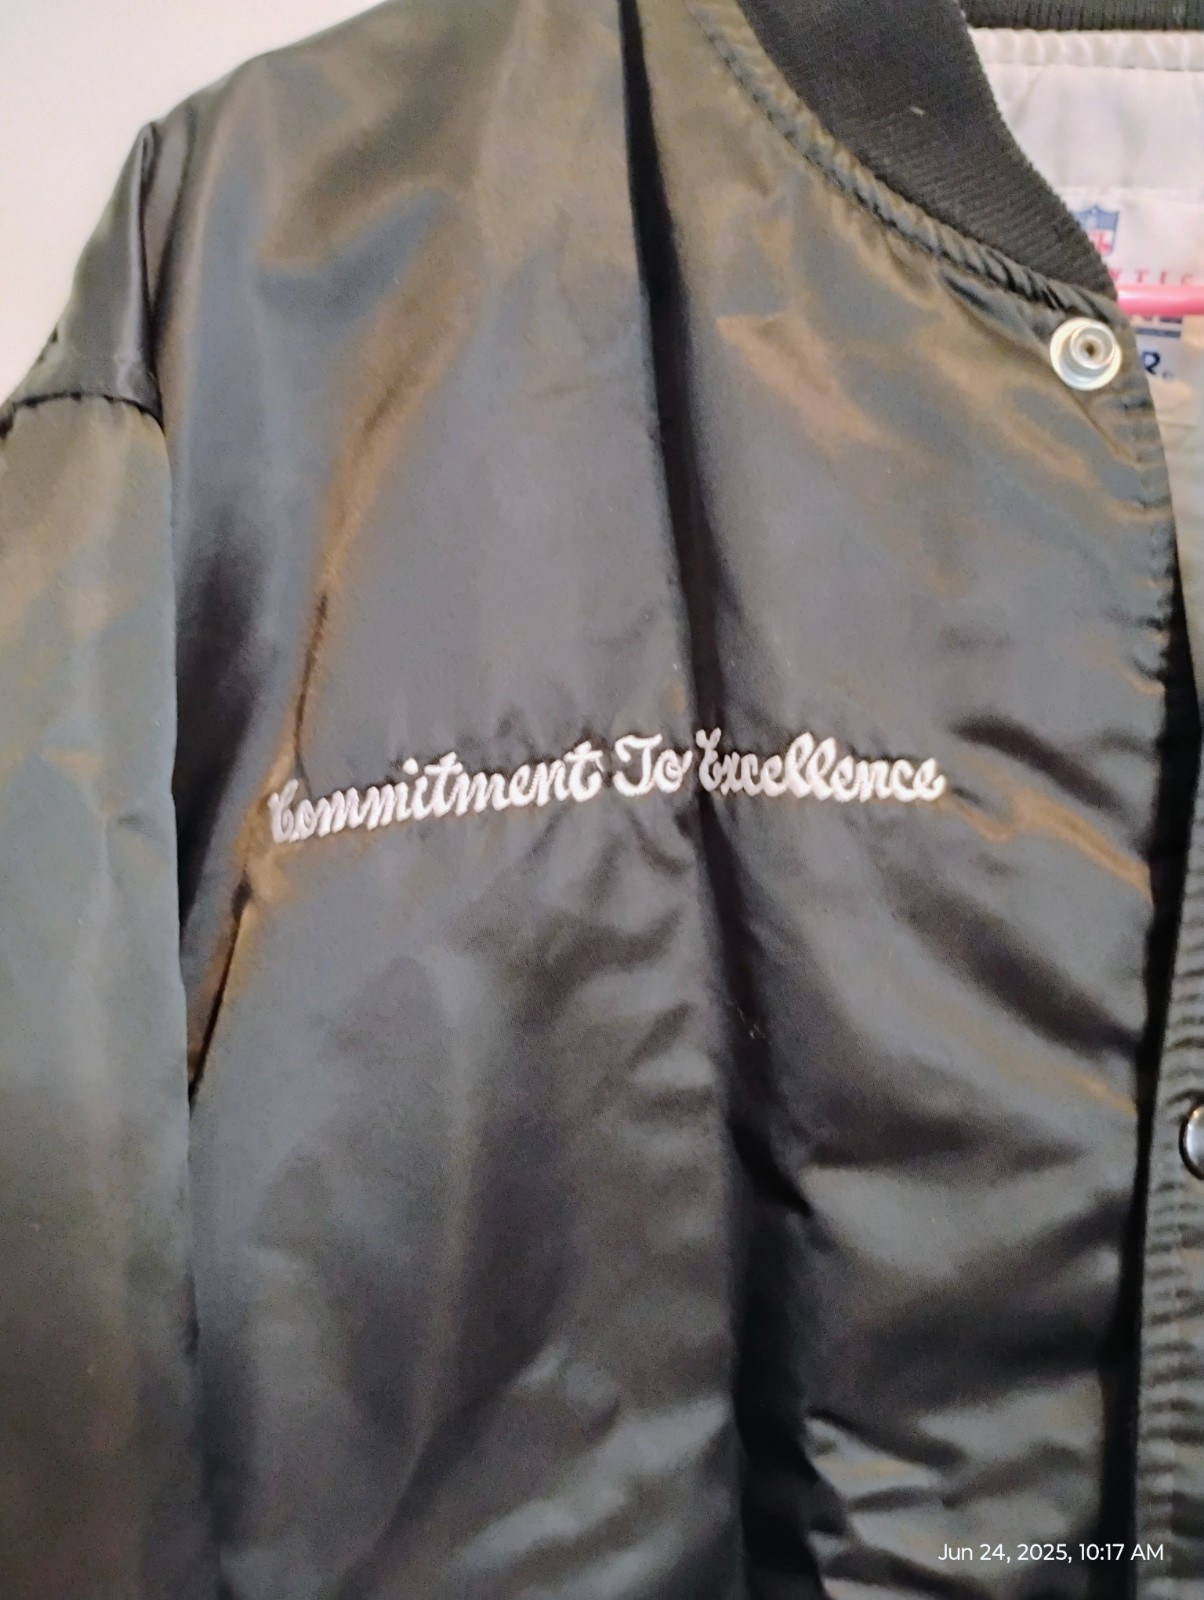 Commitment To Excellence
Jun 24, 2025, 10:17 AM